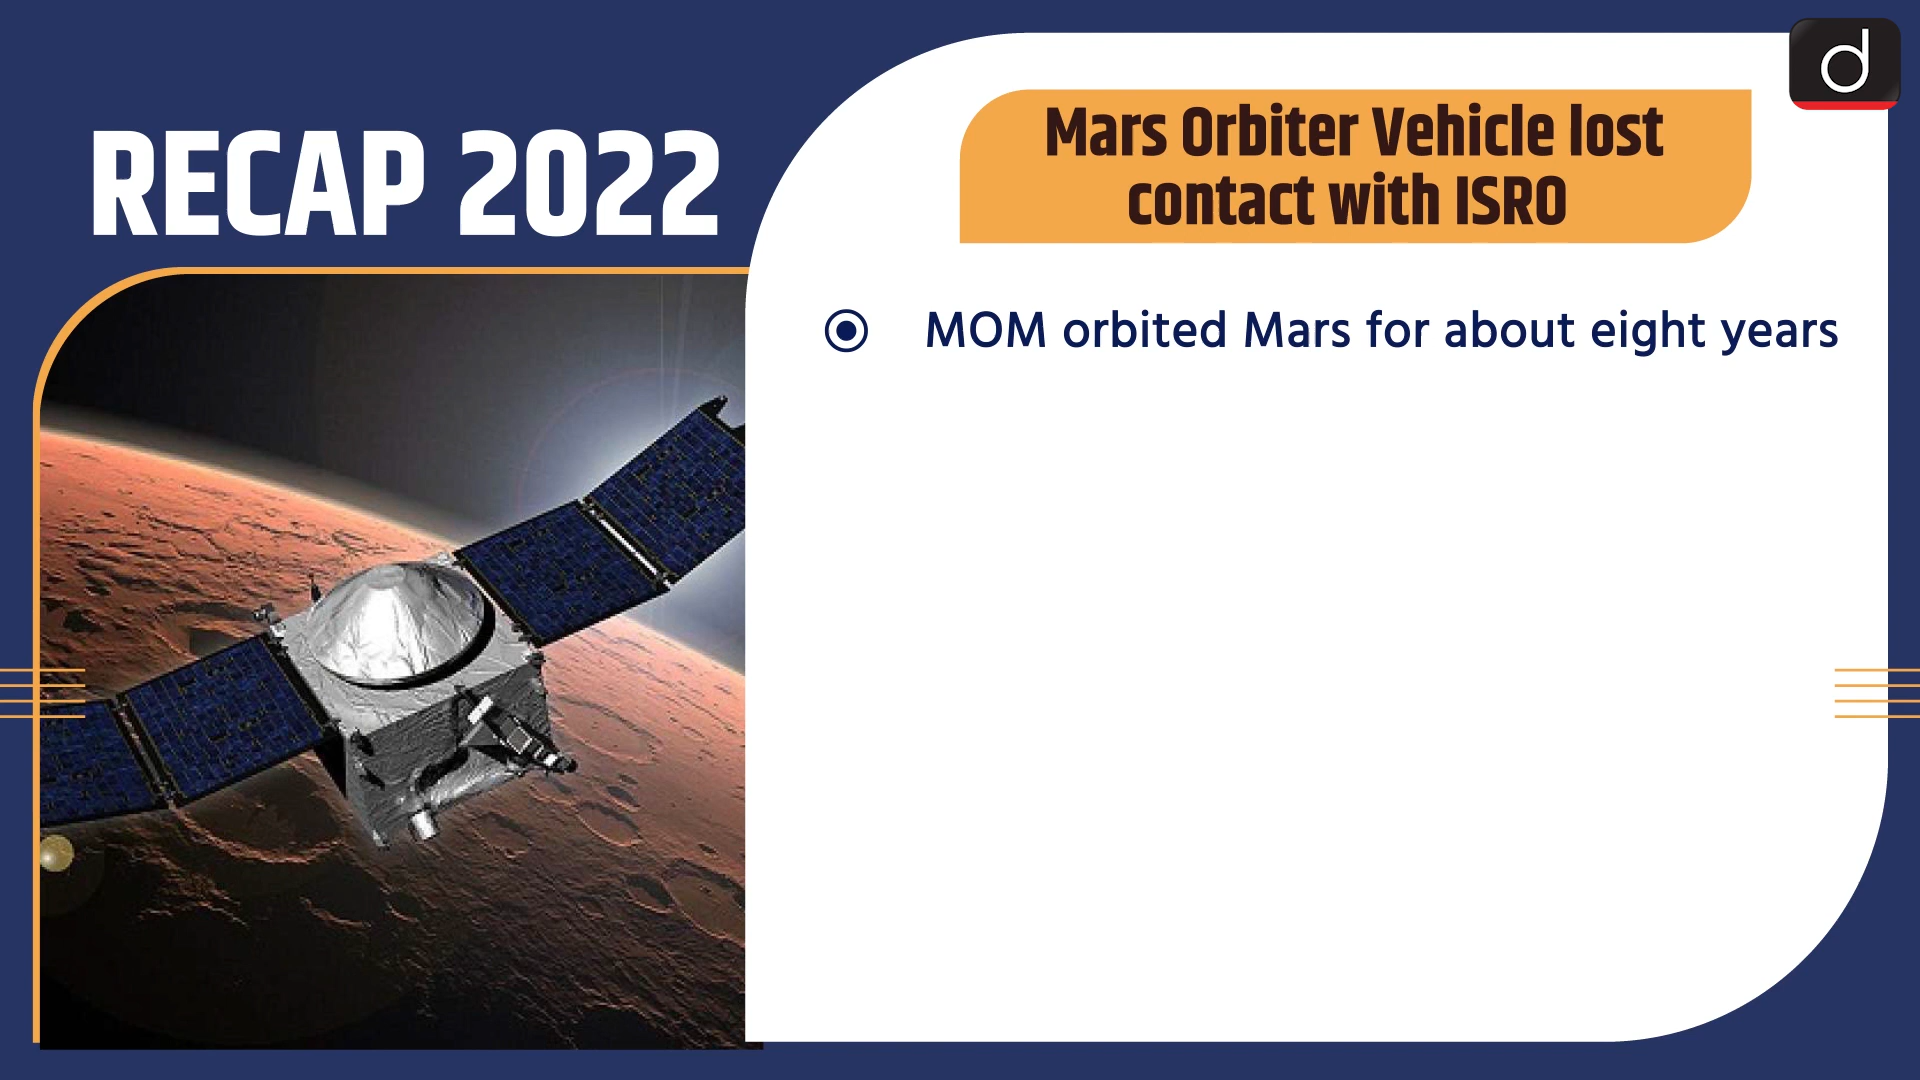 RECAP 2022
Mars Orbiter Vehicle lost
contact with ISRO
MOM orbited Mars for about eight years
d